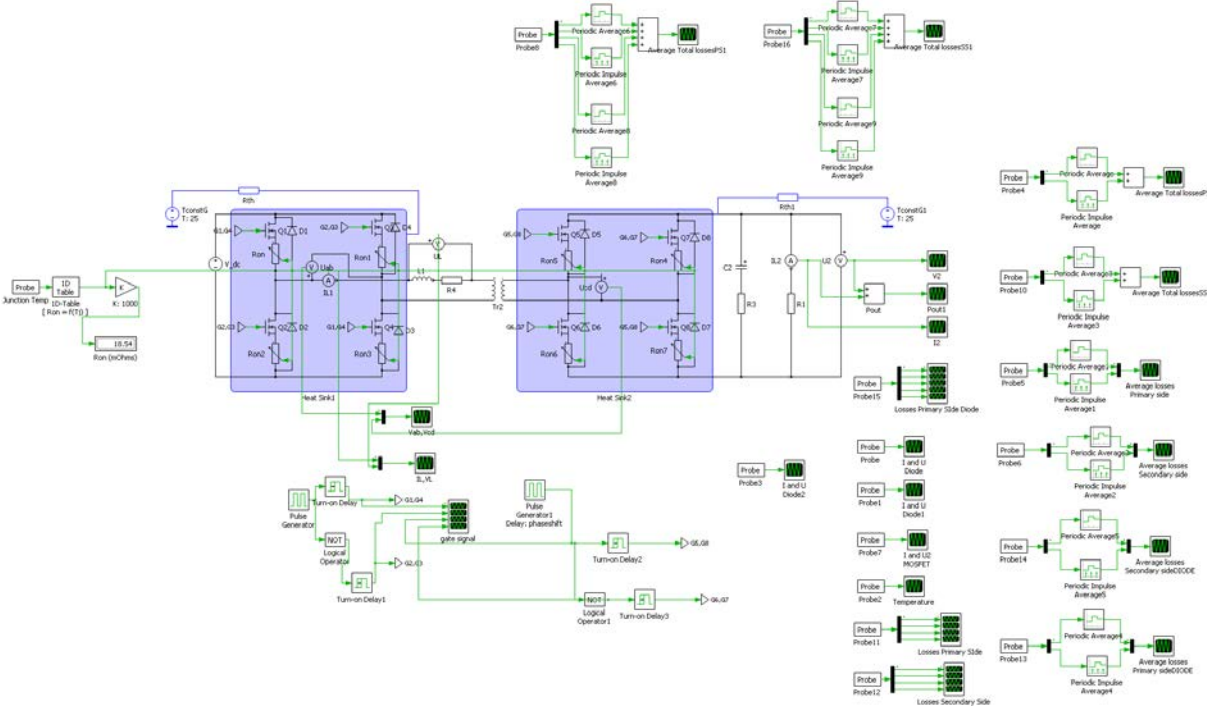 Probe
Probe8
Periodic Average6
Periodic Impulse
Average6
Periodic Average8
Periodic Impulse
Average8
Average Total lossesPS1
Probe
Probe16
Periodic Average7
Periodic Impulse
Average7
Periodic Average9
Periodic Impulse
Average9
Average Total lossesSS1
Probe
Probe4
Periodic Average
Periodic Impulse
Average
Average Total lossesPS
Probe
Probe10
Periodic Average3
Periodic Impulse
Average3
Average Total lossesSS
Probe
Probe5
Periodic Average1
Periodic Impulse
Average1
Average losses
Primary side
Probe
Probe6
Periodic Average2
Periodic Impulse
Average2
Average losses
Secondary side
Probe
Probe14
Periodic Average5
Periodic Impulse
Average5
Average losses
Secondary sideDIODE
Probe
Probe13
Periodic Average4
Periodic Impulse
Average4
Average losses
Primary sideDIODE
TconstG
T: 25
Rth
Rth1
TconstG1
T: 25
Probe
Junction Temp
1D
Table
1D-Table
[ Ron = f(Tj) ]
K
K: 1000
18.54
Ron (mOhms)
V_dc
G1,G4
Q1
D1
G2,G3
D4
Ron
Ron1
Uab
A
IL1
V
UL
L1
R4
Tr2
G2,G3
Q2
D2
G1,G4
Q4
D3
Ron2
Ron3
Heat Sink1
G5,G8
Q5
D5
G6,G7
Q7
D8
Ron5
Ron4
Ucd
V
G6,G7
Q6
D6
G5,G8
Q8
D7
Ron6
Ron7
Heat Sink2
C2
R3
IL2
A
R1
U2
V
V2
Pout
Pout1
I2
Vab,Vcd
IL,VL
Pulse
Generator
Turn-on Delay
G1,G4
NOT
Logical
Operator
Turn-on Delay1
G2,G3
gate signal
Pulse
Generator1
Delay: phaseshift
Turn-on Delay2
G5,G8
NOT
Logical
Operator1
Turn-on Delay3
G6,G7
Probe
Probe3
I and U
Diode2
Probe
Probe15
Losses Primary SIde Diode
Probe
Probe
I and U
Diode
Probe
Probe1
I and U
Diode1
Probe
Probe7
I and U2
MOSFET
Probe
Probe2
Temperature
Probe
Probe11
Losses Primary SIde
Probe
Probe12
Losses Secondary Side